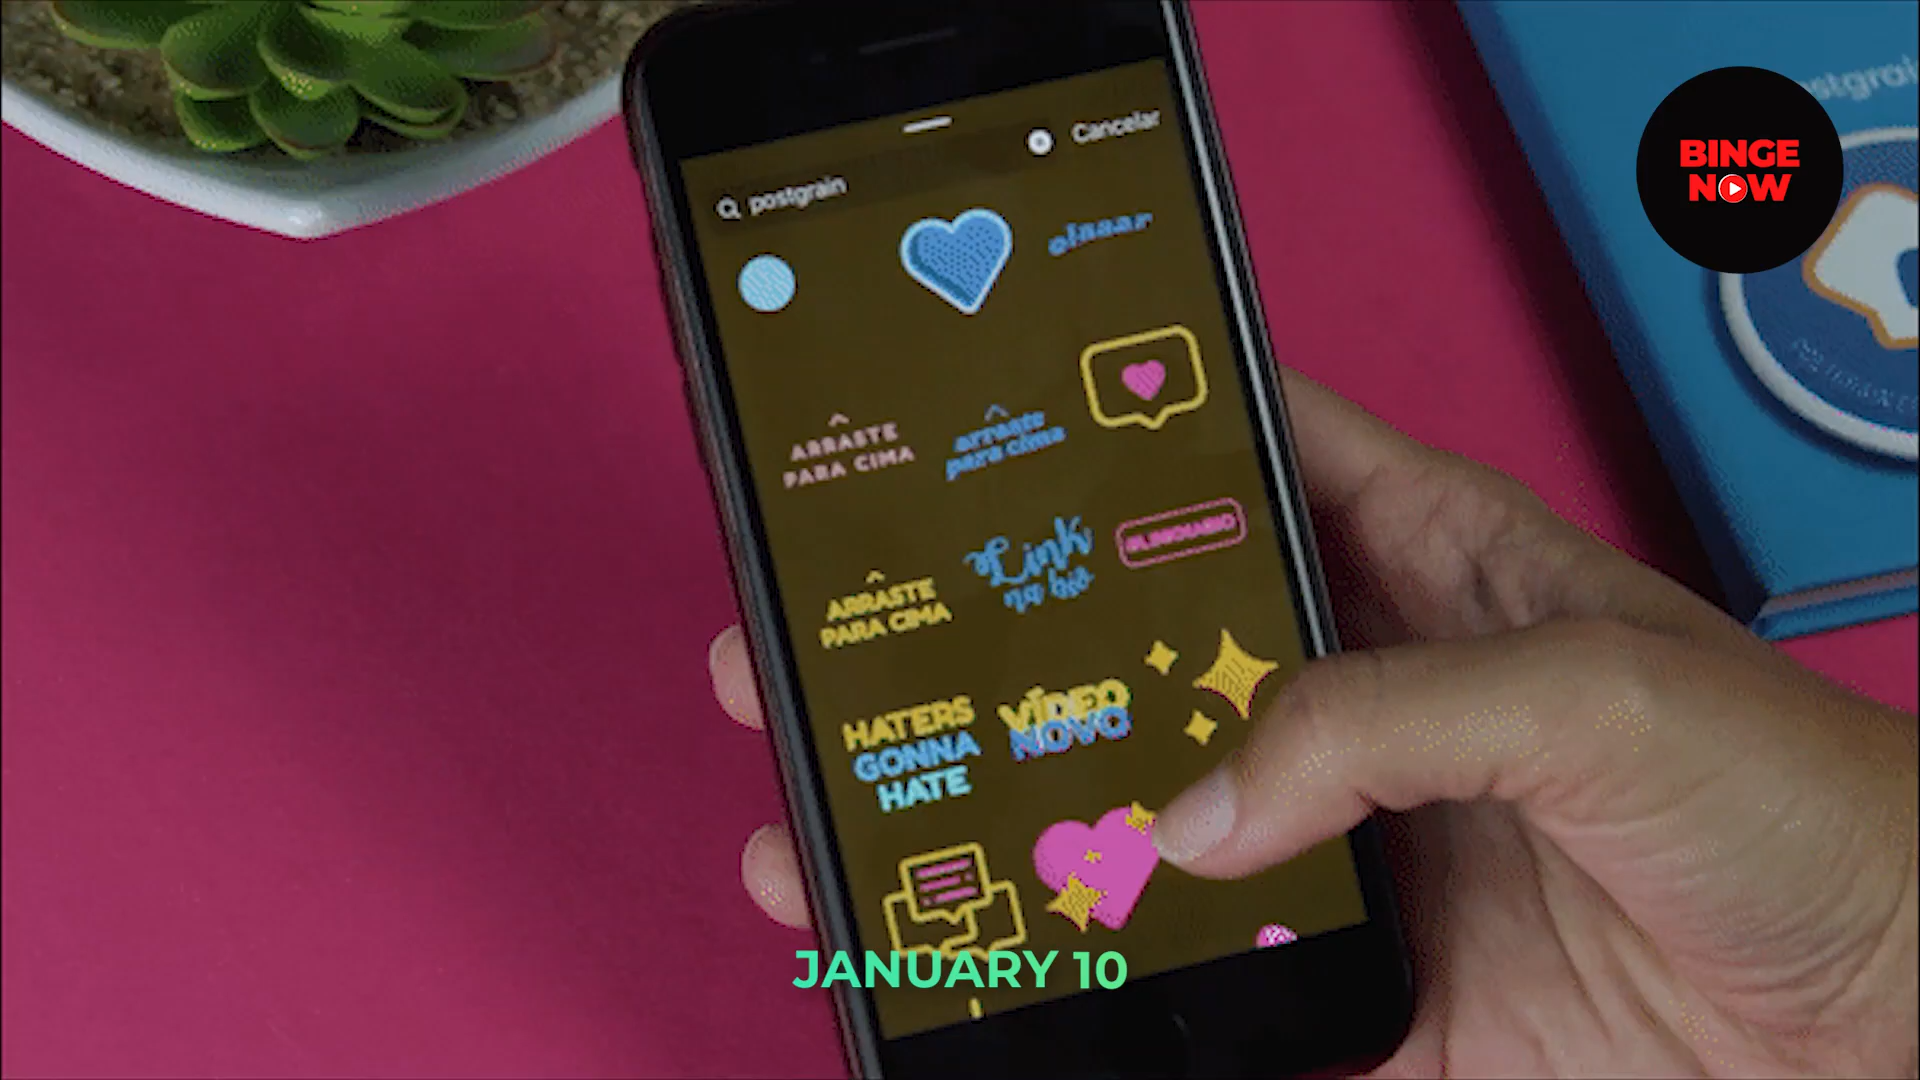 BINGE
NOW
Cancelar
postgrain
olaaar
ARRASTE
PARA CIMA
arraste
para cima
ARRASTE
PARA CIMA
Link
na bio
HATERS
GONNA
HATE
VÍDEO
NOVO
JANUARY 10